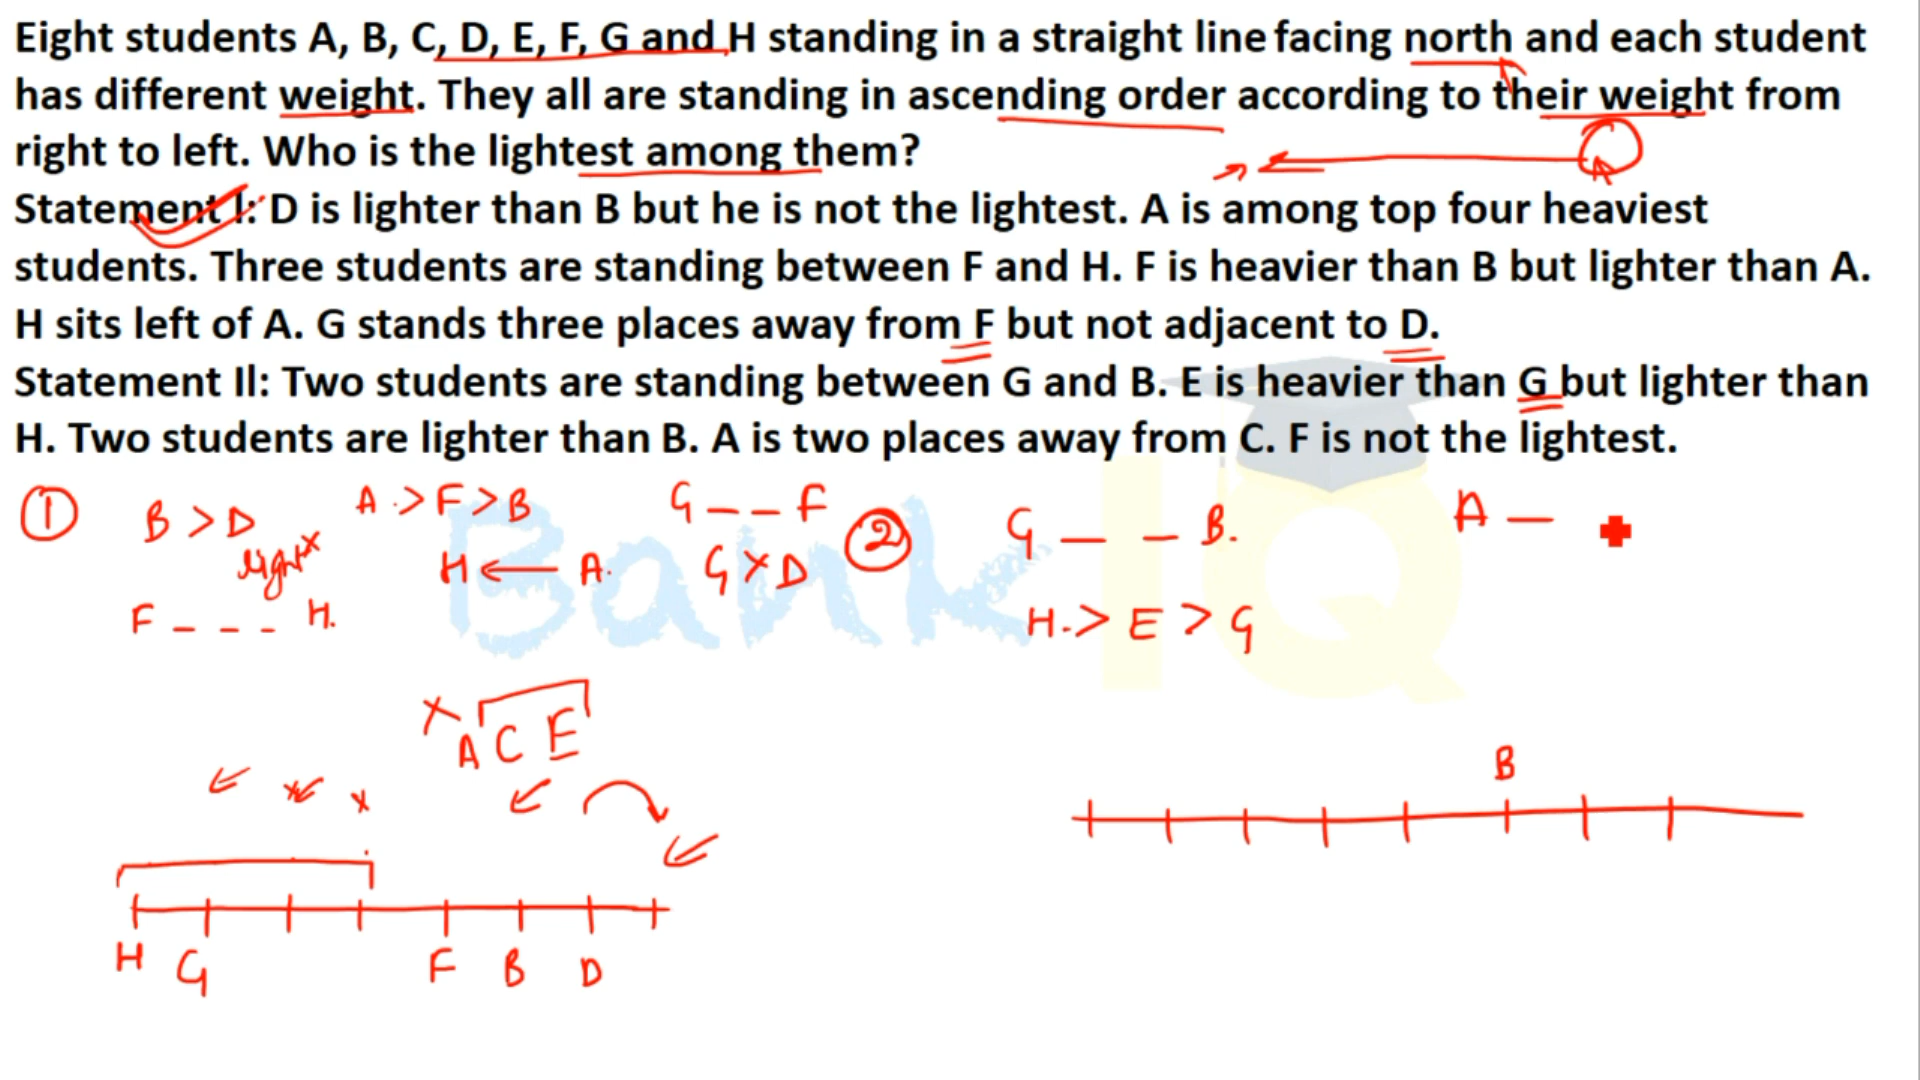 Eight students A, B, C, D, E, F, G and H standing in a straight line facing north and each student
has different weight. They all are standing in ascending order according to their weight from
right to left. Who is the lightest among them?
Statement I: D is lighter than B but he is not the lightest. A is among top four heaviest
students. Three students are standing between F and H. F is heavier than B but lighter than A.
H sits left of A. G stands three places away from F but not adjacent to D.
Statement Il: Two students are standing between G and B. E is heavier than G but lighter than
H. Two students are lighter than B. A is two places away from C. F is not the lightest.
① B > D A > F > B G _ _ F ② G _ _ B. A _
light x H ← A. G x D
F _ _ _ H. H > E > G
BankIQ
x A C E
B
H G F B D